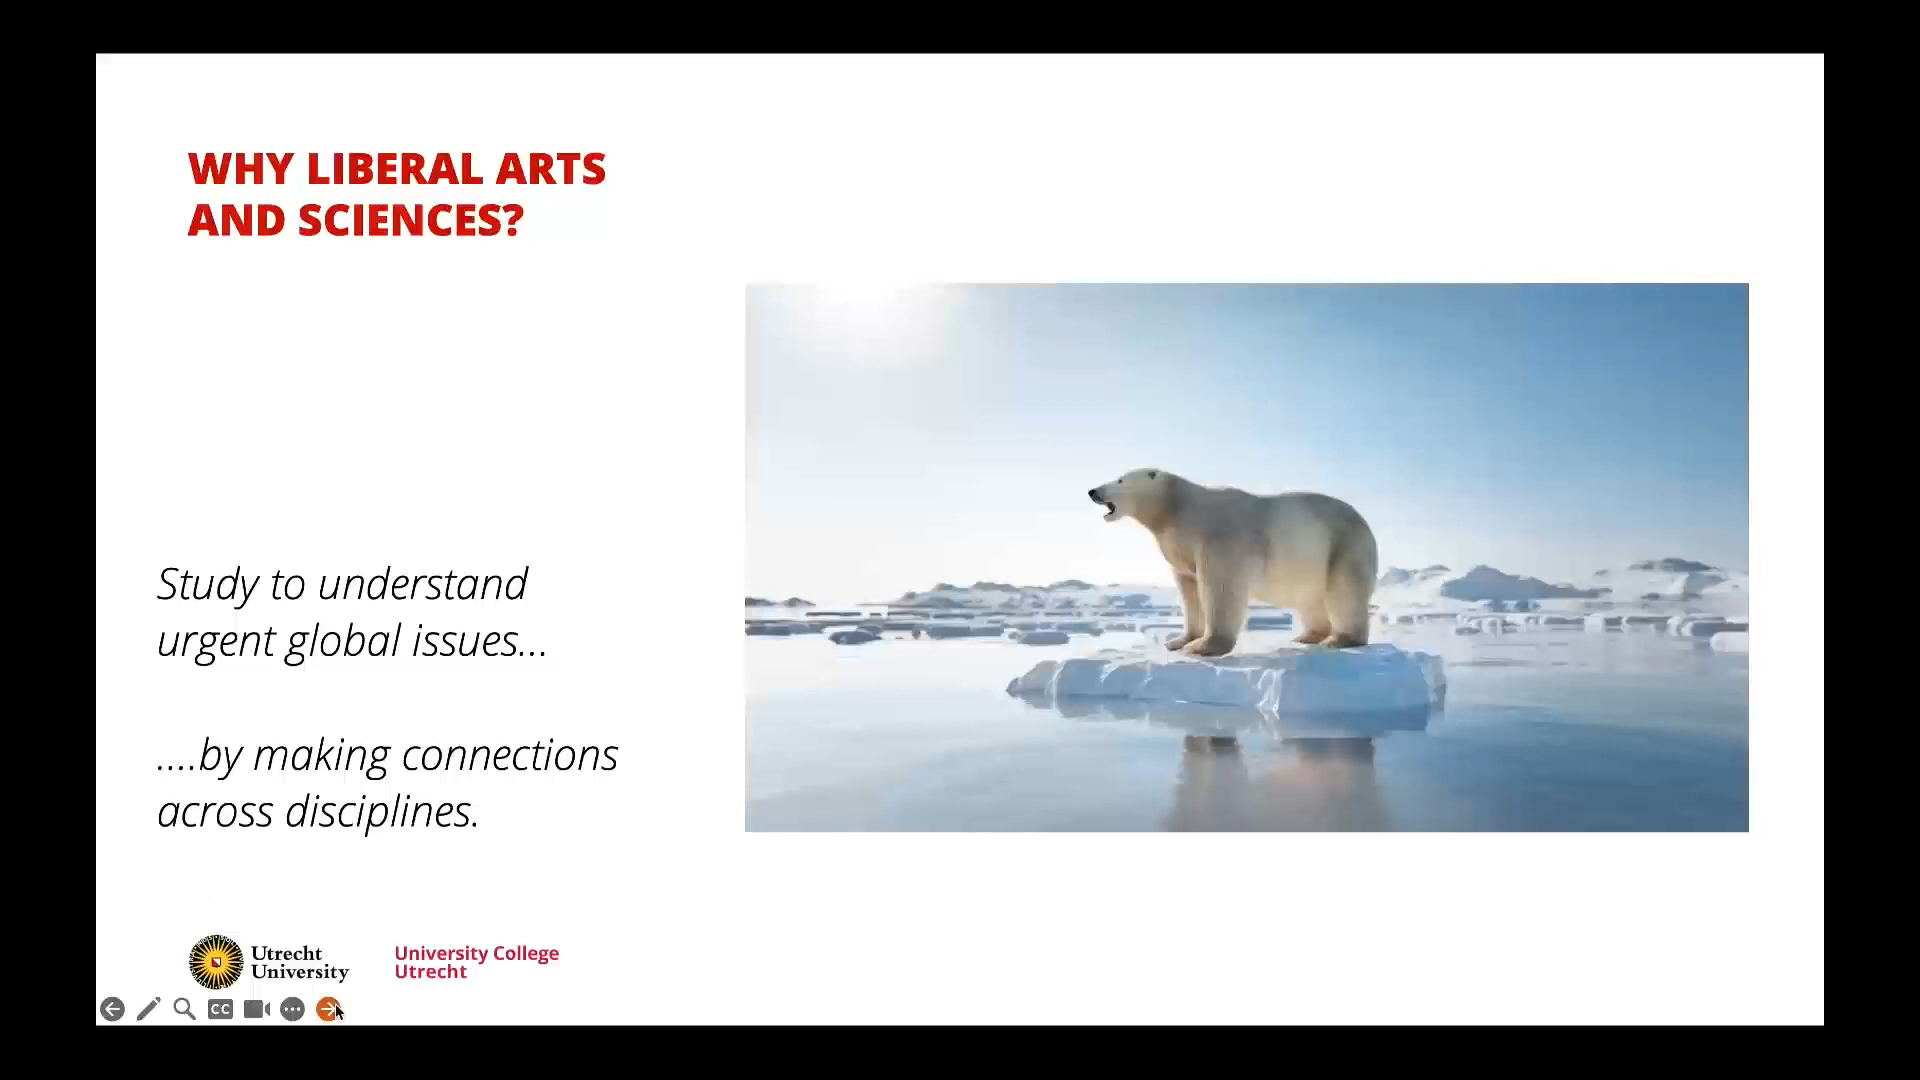 WHY LIBERAL ARTS
AND SCIENCES?
Study to understand
urgent global issues...
....by making connections
across disciplines.
Utrecht
University
University College
Utrecht
CC